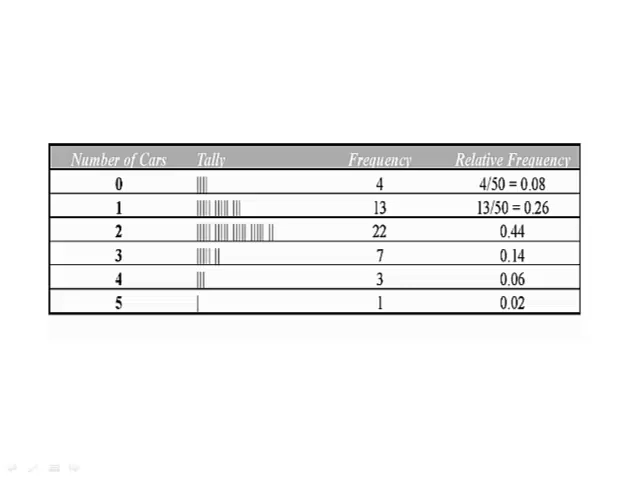 Number of Cars Tally Frequency Relative Frequency
0 |||| 4 4/50 = 0.08
1 ||||| ||||| ||| 13 13/50 = 0.26
2 ||||| ||||| ||||| ||||| || 22 0.44
3 ||||| || 7 0.14
4 ||| 3 0.06
5 | 1 0.02